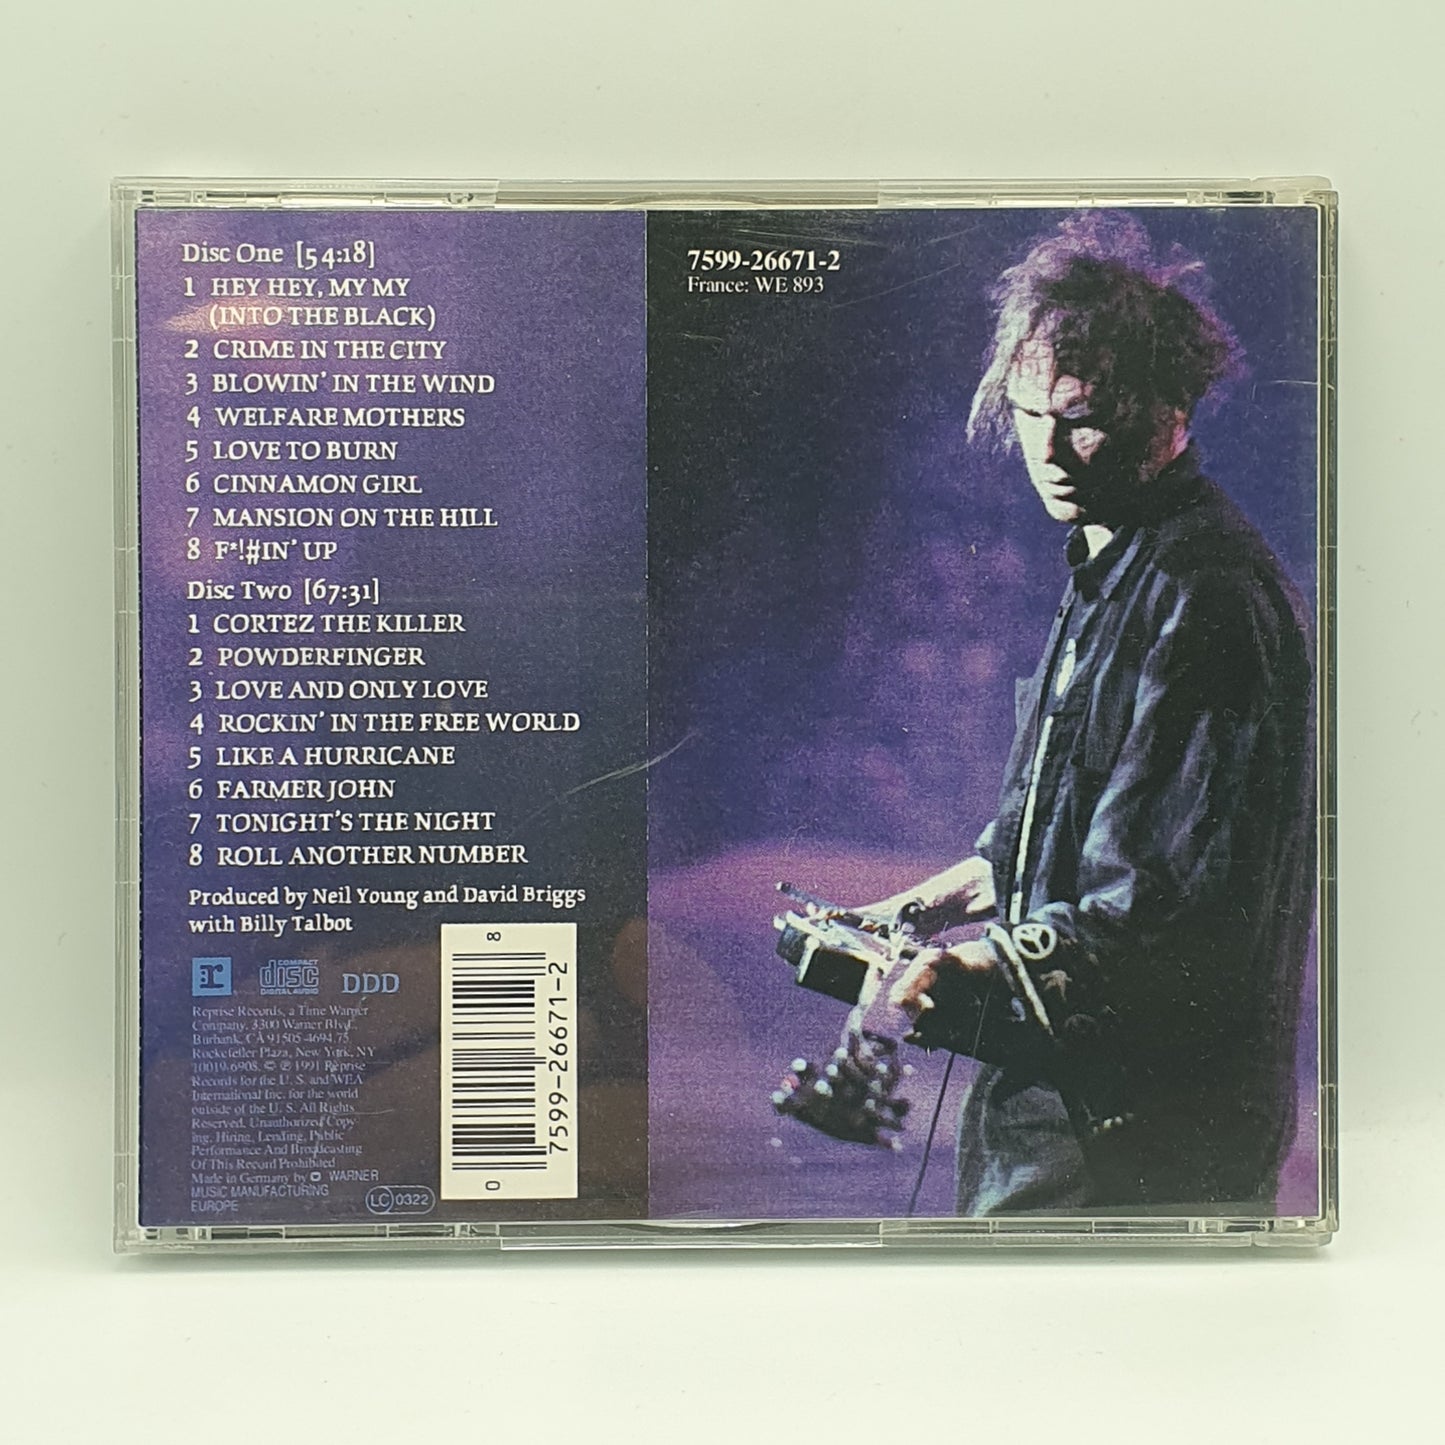 Disc One [54:18]
1 HEY HEY, MY MY
(INTO THE BLACK)
2 CRIME IN THE CITY
3 BLOWIN' IN THE WIND
4 WELFARE MOTHERS
5 LOVE TO BURN
6 CINNAMON GIRL
7 MANSION ON THE HILL
8 F*!#IN' UP
Disc Two [67:31]
1 CORTEZ THE KILLER
2 POWDERFINGER
3 LOVE AND ONLY LOVE
4 ROCKIN' IN THE FREE WORLD
5 LIKE A HURRICANE
6 FARMER JOHN
7 TONIGHT'S THE NIGHT
8 ROLL ANOTHER NUMBER
Produced by Neil Young and David Briggs
with Billy Talbot
r COMPACT disc DIGITAL AUDIO DDD
Reprise Records, a Time Warner
Company, 3300 Warner Blvd.,
Burbank, CA 91505-4694. 75
Rockefeller Plaza, New York, NY
10019-6908. © ℗ 1991 Reprise
Records for the U. S. and WEA
International Inc. for the world
outside of the U. S. All Rights
Reserved. Unauthorized Copy-
ing, Hiring, Lending, Public
Performance And Broadcasting
Of This Record Prohibited.
Made in Germany by WARNER
MUSIC MANUFACTURING
EUROPE
LC 0322
8
7599-26671-2
0
7599-26671-2
France: WE 893